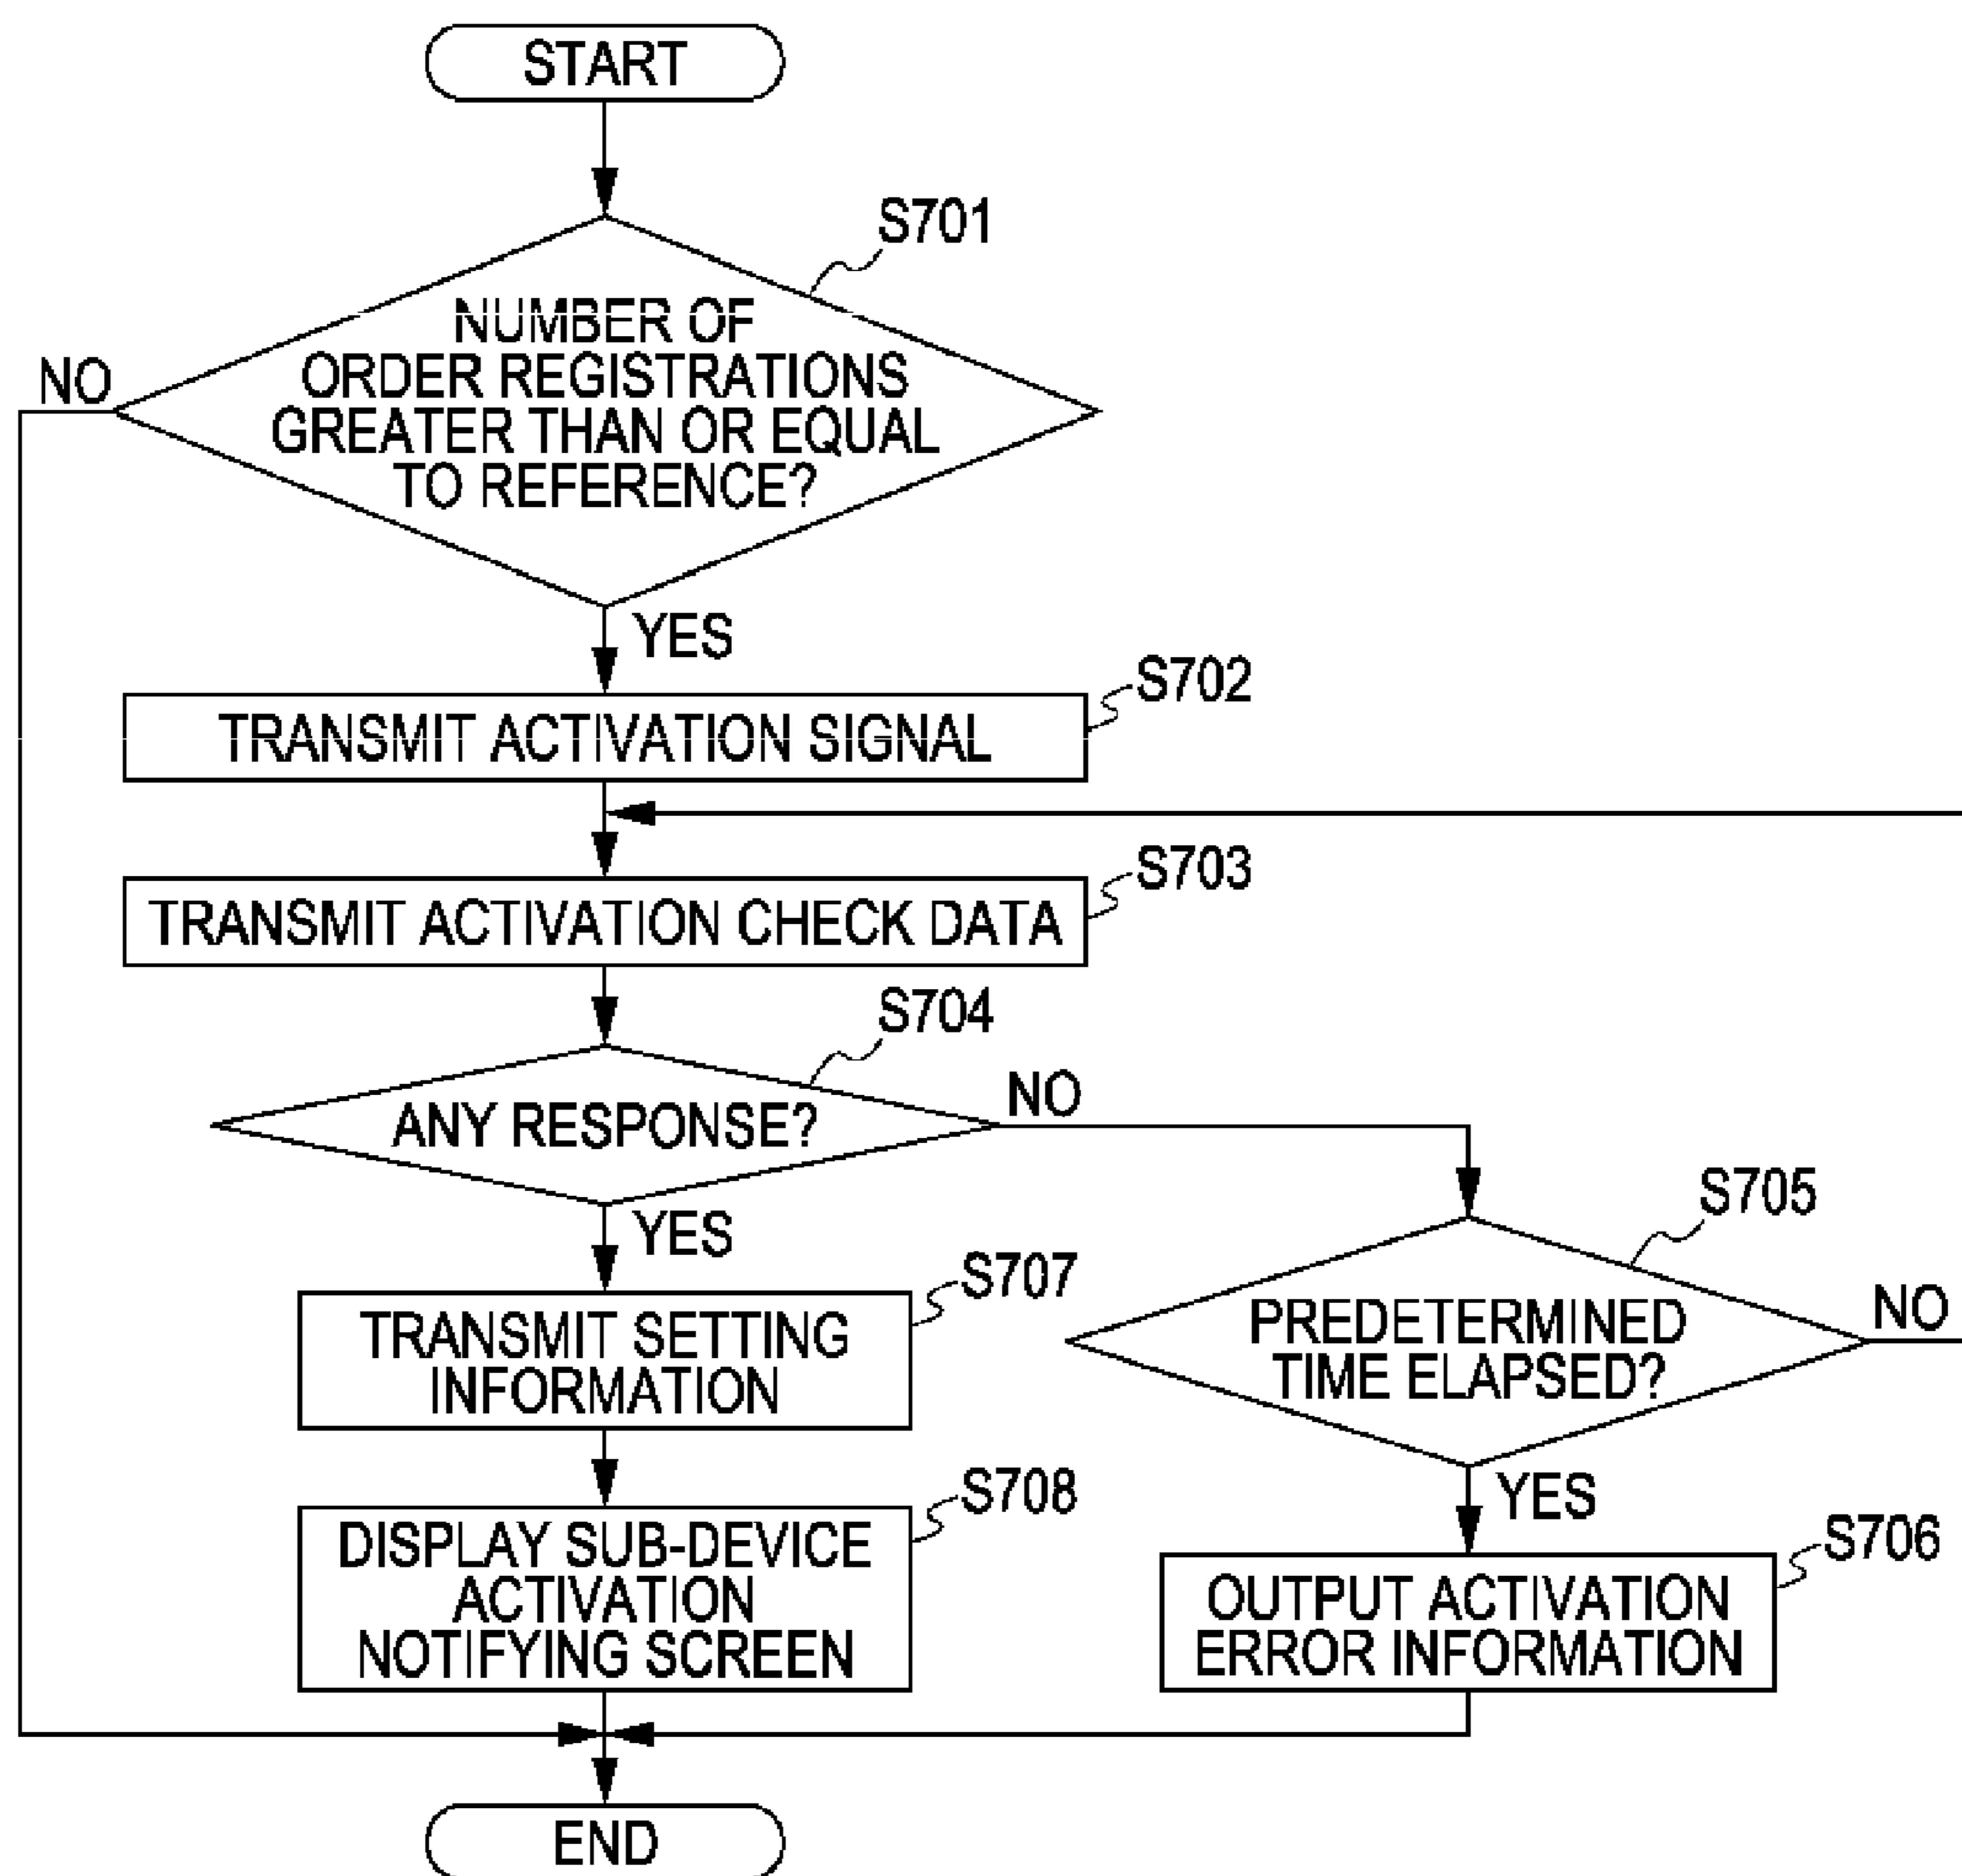 START
S701
NUMBER OF
ORDER REGISTRATIONS
GREATER THAN OR EQUAL
TO REFERENCE?
NO
YES
S702
TRANSMIT ACTIVATION SIGNAL
S703
TRANSMIT ACTIVATION CHECK DATA
S704
ANY RESPONSE?
NO
YES
S705
PREDETERMINED
TIME ELAPSED?
NO
YES
S707
TRANSMIT SETTING
INFORMATION
S708
DISPLAY SUB-DEVICE
ACTIVATION
NOTIFYING SCREEN
S706
OUTPUT ACTIVATION
ERROR INFORMATION
END